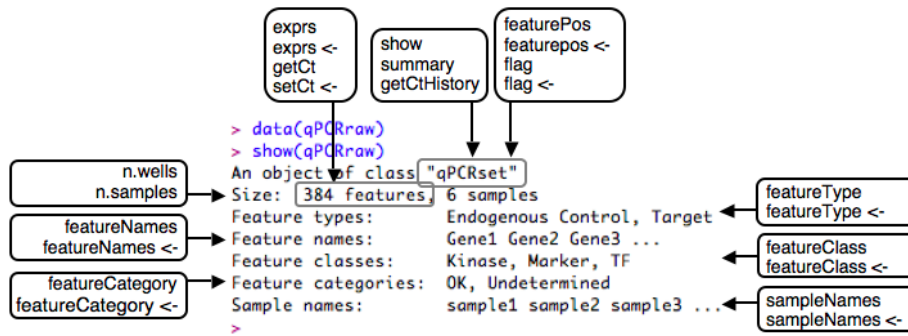 exprs
exprs <-
getCt
setCt <-
show
summary
getCtHistory
featurePos
featurepos <-
flag
flag <-
> data(qPCRraw)
> show(qPCRraw)
An object of class "qPCRset"
n.wells
n.samples
Size: 384 features, 6 samples
featureType
featureType <-
Feature types: Endogenous Control, Target
featureNames
featureNames <-
Feature names: Gene1 Gene2 Gene3 ...
featureClass
featureClass <-
Feature classes: Kinase, Marker, TF
featureCategory
featureCategory <-
Feature categories: OK, Undetermined
sampleNames
sampleNames <-
Sample names: sample1 sample2 sample3 ...
>